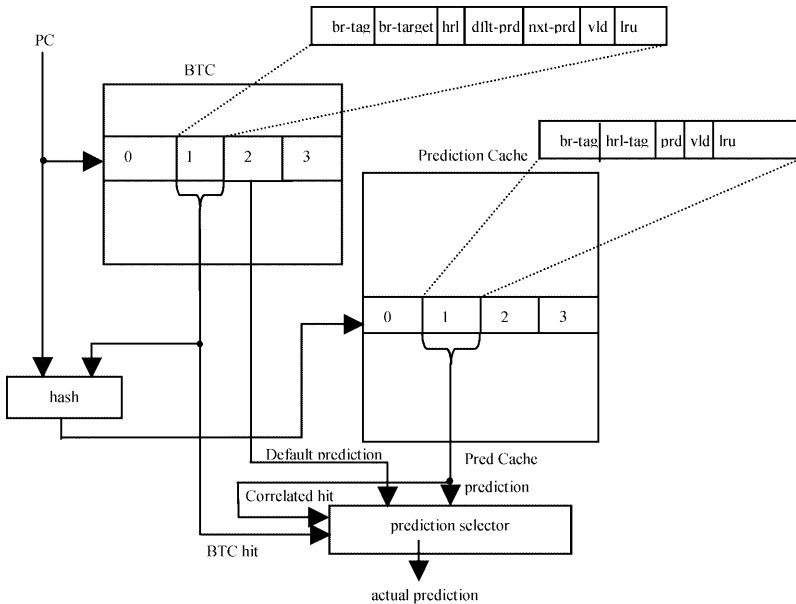 br-tag br-target hrl dflt-prd nxt-prd vld lru
PC
BTC
br-tag hrl-tag prd vld lru
0 1 2 3
Prediction Cache
0 1 2 3
hash
Default prediction
Pred Cache
prediction
Correlated hit
prediction selector
BTC hit
actual prediction